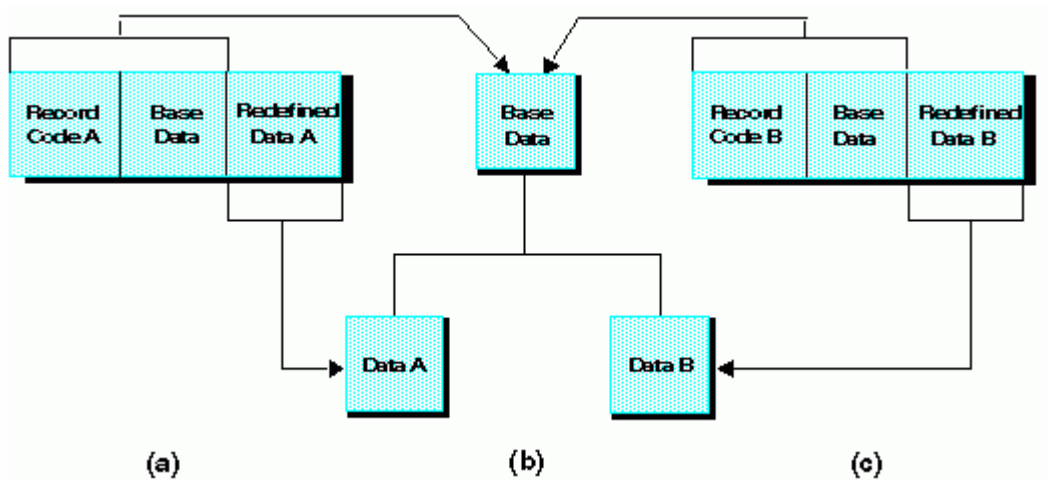 Record
Code A
Base
Data
Redefined
Data A
Base
Data
Record
Code B
Base
Data
Redefined
Data B
Data A
Data B
(a)
(b)
(c)